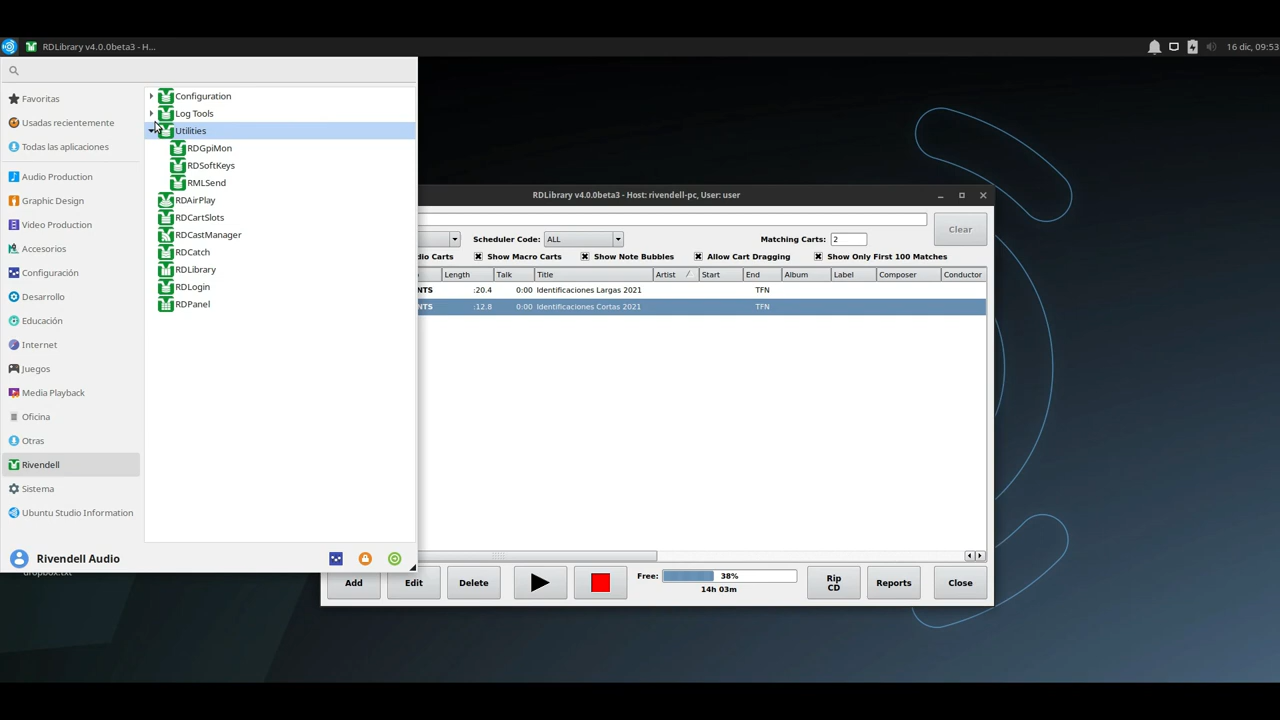 RDLibrary v4.0.0beta3 - H...
16 dic, 09:53
Favoritas
Usadas recientemente
Todas las aplicaciones
Audio Production
Graphic Design
Video Production
Accesorios
Configuración
Desarrollo
Educación
Internet
Juegos
Media Playback
Oficina
Otras
Rivendell
Sistema
Ubuntu Studio Information
Configuration
Log Tools
Utilities
RDGpiMon
RDSoftKeys
RMLSend
RDAirPlay
RDCartSlots
RDCastManager
RDCatch
RDLibrary
RDLogin
RDPanel
Rivendell Audio
dropbox.txt
RDLibrary v4.0.0beta3 - Host: rivendell-pc, User: user
Clear
Scheduler Code: ALL Matching Carts: 2
dio Carts Show Macro Carts Show Note Bubbles Allow Cart Dragging Show Only First 100 Matches
Length Talk Title Artist Start End Album Label Composer Conductor
NTS :20.4 0:00 Identificaciones Largas 2021 TFN
NTS :12.8 0:00 Identificaciones Cortas 2021 TFN
Add Edit Delete Free: 38% Rip CD Reports Close
14h 03m